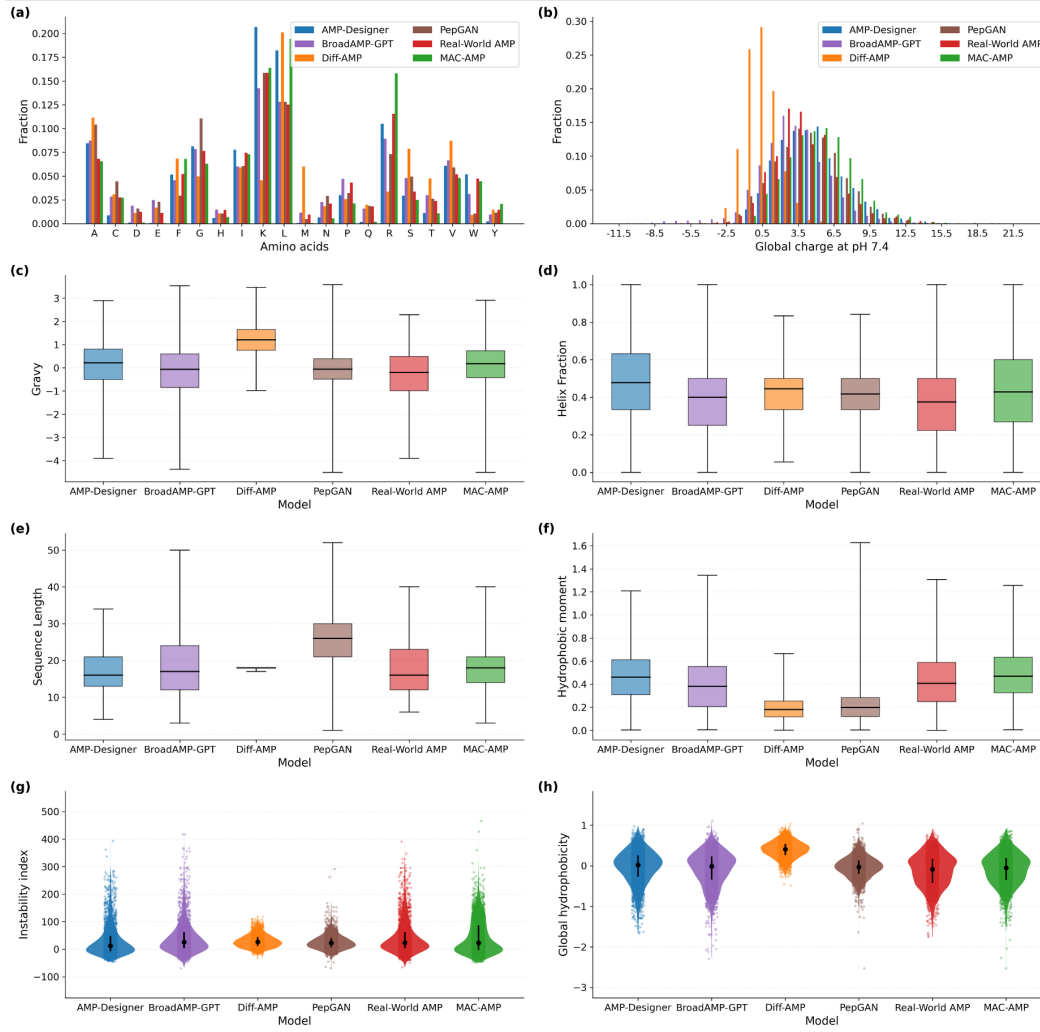 (a)
AMP-Designer
BroadAMP-GPT
Diff-AMP
PepGAN
Real-World AMP
MAC-AMP
Fraction
0.200
0.175
0.150
0.125
0.100
0.075
0.050
0.025
0.000
A C D E F G H I K L M N P Q R S T V W Y
Amino acids
(b)
AMP-Designer
BroadAMP-GPT
Diff-AMP
PepGAN
Real-World AMP
MAC-AMP
Fraction
0.30
0.25
0.20
0.15
0.10
0.05
0.00
-11.5 -8.5 -5.5 -2.5 0.5 3.5 6.5 9.5 12.5 15.5 18.5 21.5
Global charge at pH 7.4
(c)
Gravy
3
2
1
0
−1
−2
−3
−4
AMP-Designer BroadAMP-GPT Diff-AMP PepGAN Real-World AMP MAC-AMP
Model
(d)
Helix Fraction
1.0
0.8
0.6
0.4
0.2
0.0
AMP-Designer BroadAMP-GPT Diff-AMP PepGAN Real-World AMP MAC-AMP
Model
(e)
Sequence Length
50
40
30
20
10
0
AMP-Designer BroadAMP-GPT Diff-AMP PepGAN Real-World AMP MAC-AMP
Model
(f)
Hydrophobic moment
1.6
1.4
1.2
1.0
0.8
0.6
0.4
0.2
0.0
AMP-Designer BroadAMP-GPT Diff-AMP PepGAN Real-World AMP MAC-AMP
Model
(g)
Instability index
500
400
300
200
100
0
−100
AMP-Designer BroadAMP-GPT Diff-AMP PepGAN Real-World AMP MAC-AMP
Model
(h)
Global hydrophobicity
1
0
−1
−2
−3
AMP-Designer BroadAMP-GPT Diff-AMP PepGAN Real-World AMP MAC-AMP
Model